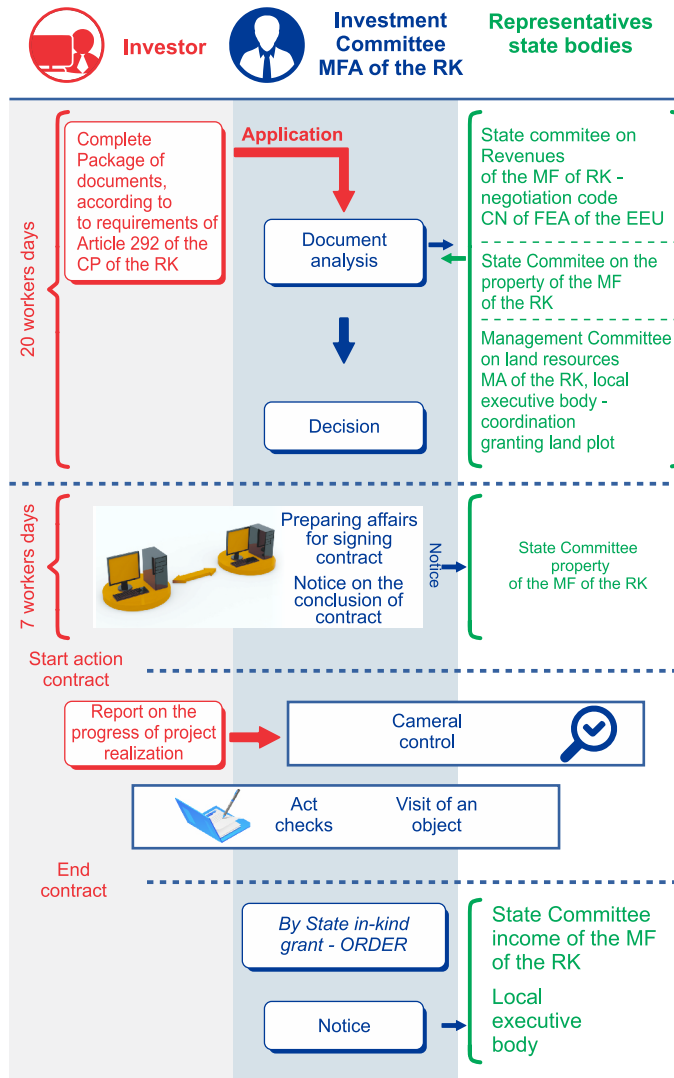 Investor
Investment
Committee
MFA of the RK
Representatives
state bodies
20 workers days
Complete
Package of
documents,
according to
to requirements of
Article 292 of the
CP of the RK
Application
Document
analysis
Decision
State commitee on
Revenues
of the MF of RK -
negotiation code
CN of FEA of the EEU
State Commitee on the
property of the MF
of the RK
Management Committee
on land resources
MA of the RK, local
executive body -
coordination
granting land plot
7 workers days
Preparing affairs
for signing
contract
Notice on the
conclusion of
contract
Notice
State Committee
property
of the MF of the RK
Start action
contract
Report on the
progress of project
realization
Cameral
control
Act
checks
Visit of an
object
End
contract
By State in-kind
grant - ORDER
Notice
State Committee
income of the MF
of the RK
Local
executive
body